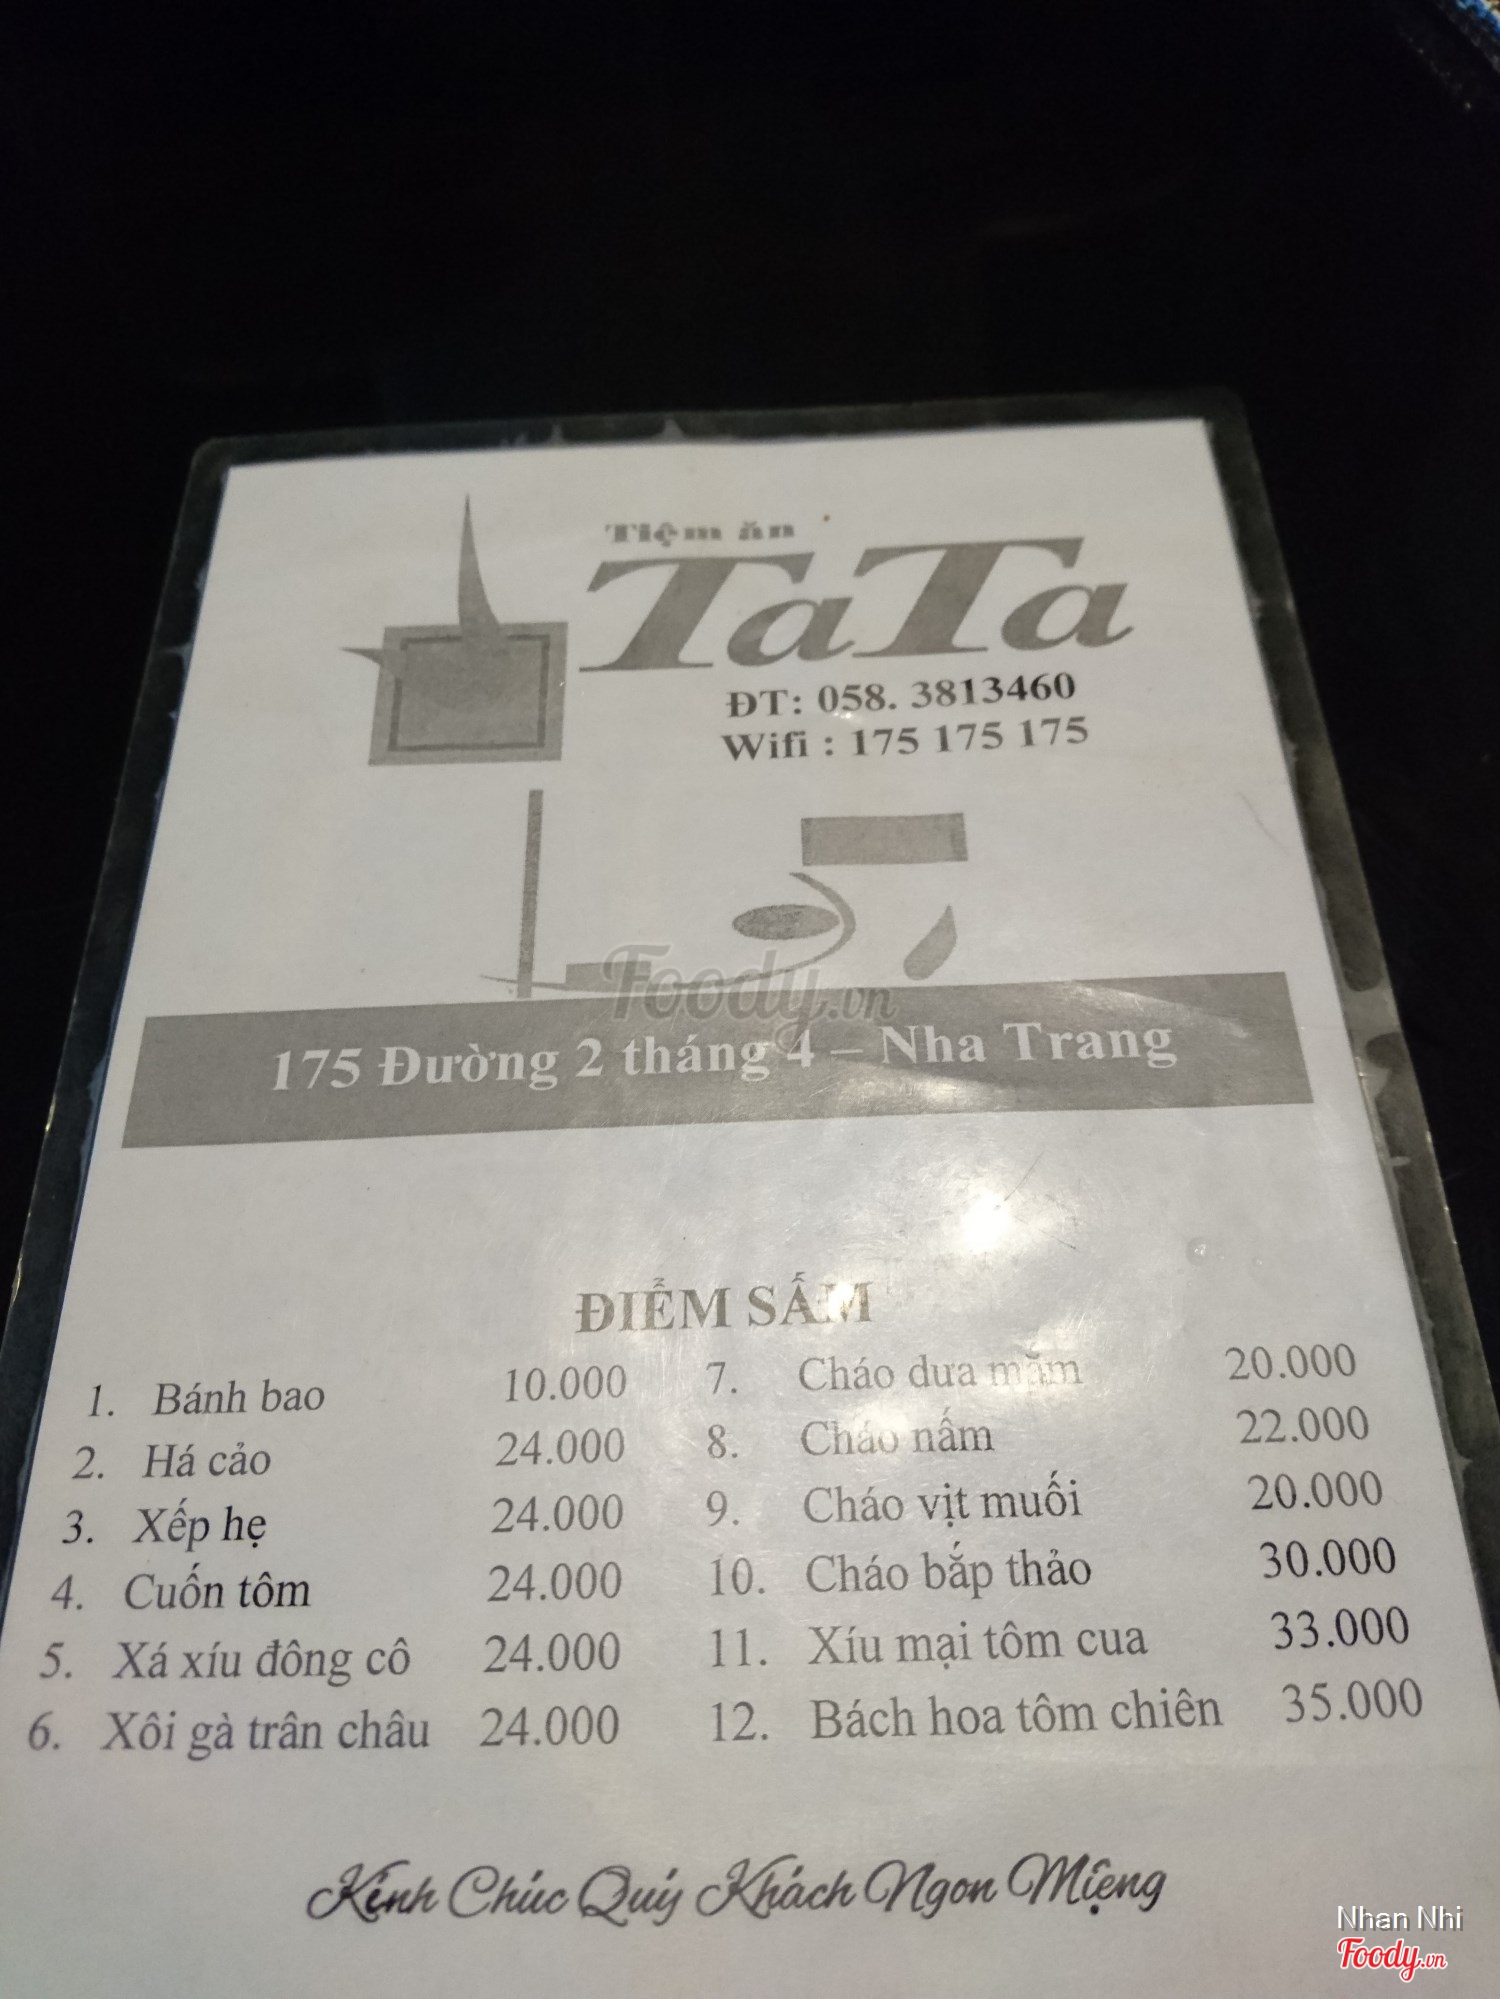 Tiệm ăn
TaTa
ĐT: 058. 3813460
Wifi : 175 175 175
Foody.vn
175 Đường 2 tháng 4 – Nha Trang
ĐIỂM SẤM
1. Bánh bao 10.000
2. Há cảo 24.000
3. Xếp hẹ 24.000
4. Cuốn tôm 24.000
5. Xá xíu đông cô 24.000
6. Xôi gà trân châu 24.000
7. Cháo dưa mắm 20.000
8. Cháo nấm 22.000
9. Cháo vịt muối 20.000
10. Cháo bắp thảo 30.000
11. Xíu mại tôm cua 33.000
12. Bách hoa tôm chiên 35.000
Kính Chúc Quý Khách Ngon Miệng
Nhan Nhi
Foody.vn